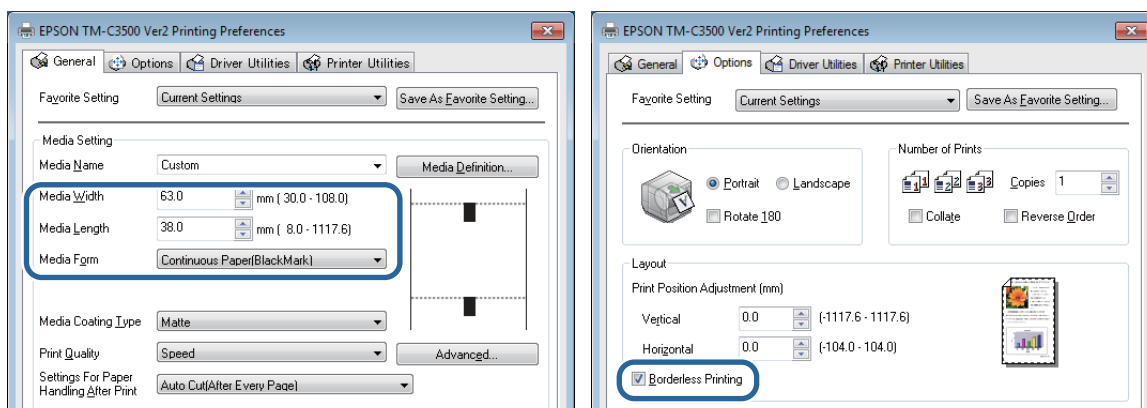 EPSON TM-C3500 Ver2 Printing Preferences
General Options Driver Utilities Printer Utilities
Favorite Setting Current Settings Save As Favorite Setting...
Media Setting
Media Name Custom Media Definition...
Media Width 63.0 mm ( 30.0 - 108.0)
Media Length 38.0 mm ( 8.0 - 1117.6)
Media Form Continuous Paper(BlackMark)
Media Coating Type Matte
Print Quality Speed Advanced...
Settings For Paper
Handling After Print Auto Cut(After Every Page)
EPSON TM-C3500 Ver2 Printing Preferences
General Options Driver Utilities Printer Utilities
Favorite Setting Current Settings Save As Favorite Setting...
Orientation
Portrait Landscape
Rotate 180
Number of Prints
1 1 2 2 3 3 Copies 1
Collate Reverse Order
Layout
Print Position Adjustment (mm)
Vertical 0.0 (-1117.6 - 1117.6)
Horizontal 0.0 (-104.0 - 104.0)
Borderless Printing